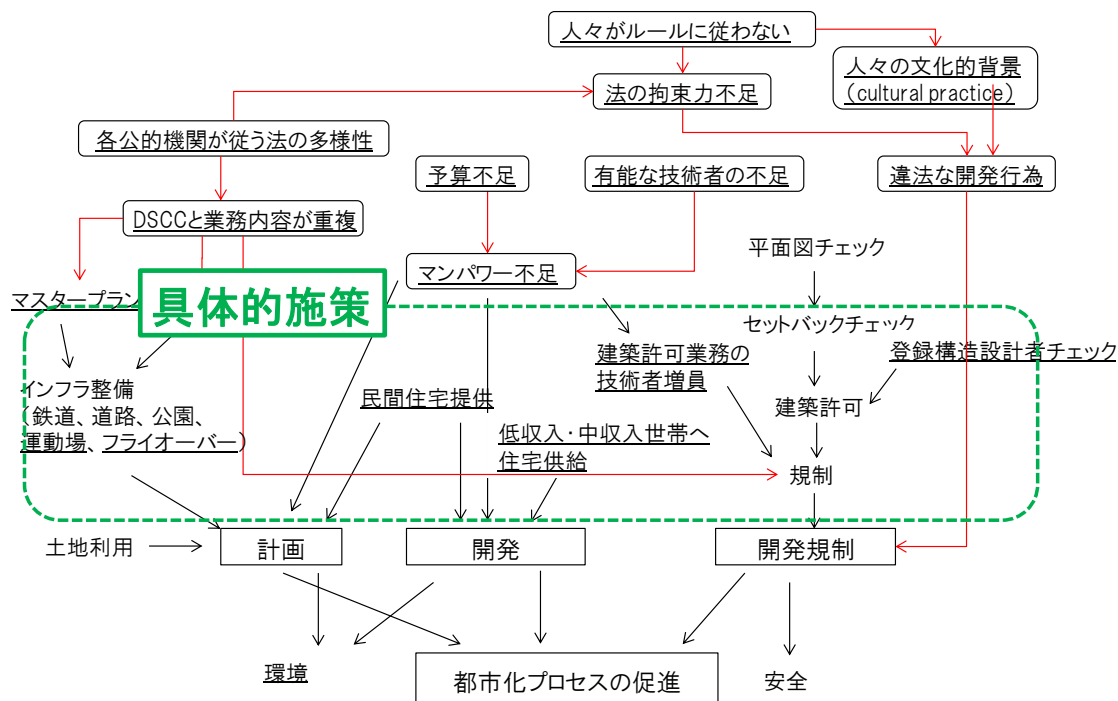 人々がルールに従わない
人々の文化的背景
（cultural practice）
法の拘束力不足
各公的機関が従う法の多様性
予算不足
有能な技術者の不足
違法な開発行為
DSCCと業務内容が重複
平面図チェック
マンパワー不足
マスタープラン
具体的施策
セットバックチェック
建築許可業務の
技術者増員
登録構造設計者チェック
インフラ整備
（鉄道、道路、公園、
運動場、フライオーバー）
民間住宅提供
建築許可
低収入・中収入世帯へ
住宅供給
規制
土地利用
計画
開発
開発規制
環境
都市化プロセスの促進
安全